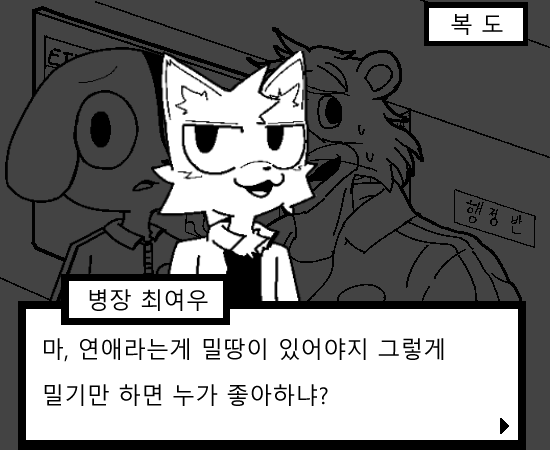 복 도
행 정 반
병장 최여우
마, 연애라는게 밀땅이 있어야지 그렇게
밀기만 하면 누가 좋아하냐?